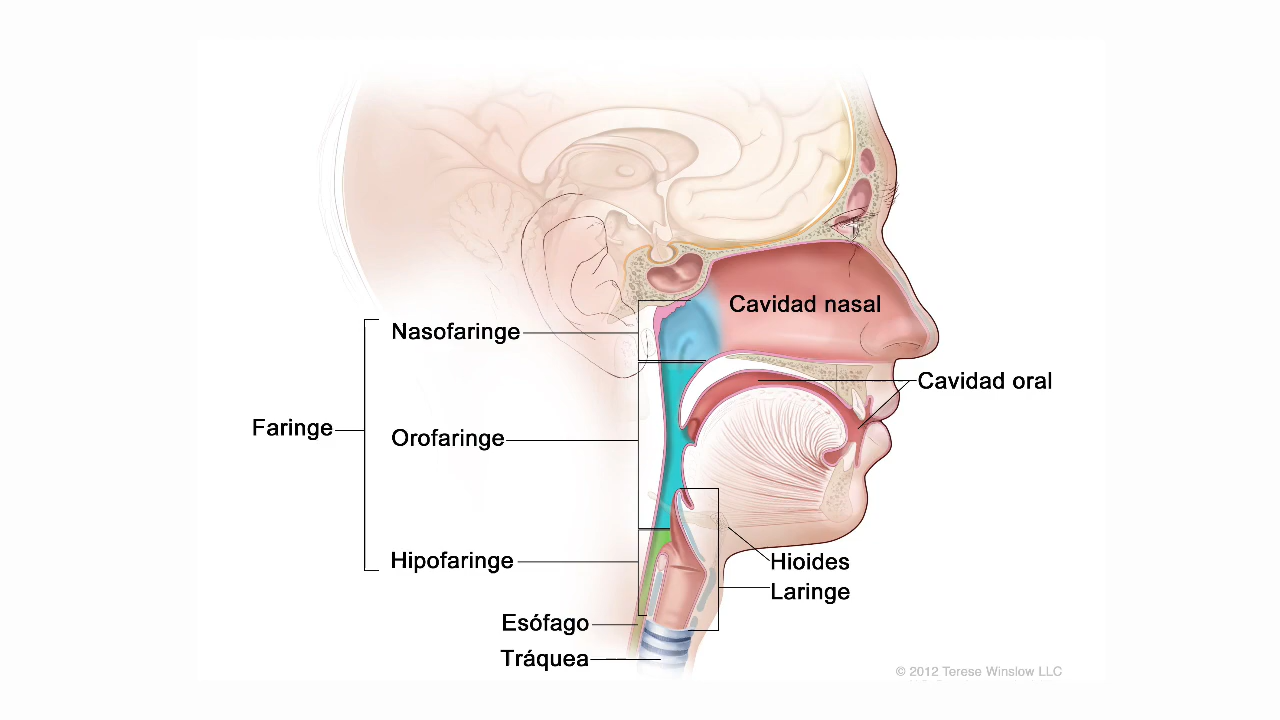 Cavidad nasal
Nasofaringe
Cavidad oral
Faringe
Orofaringe
Hipofaringe
Hioides
Laringe
Esófago
Tráquea
© 2012 Terese Winslow LLC